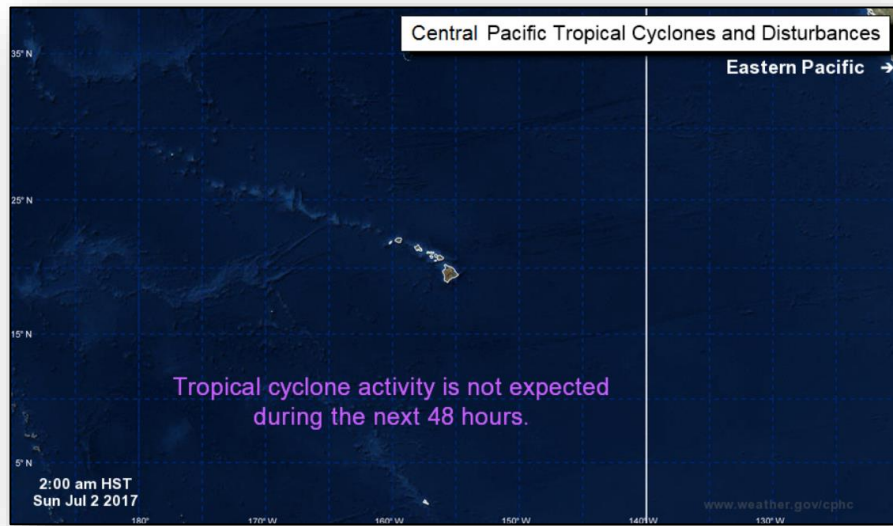 Central Pacific Tropical Cyclones and Disturbances
Eastern Pacific →
35° N
25° N
15° N
Tropical cyclone activity is not expected
during the next 48 hours.
5° N
2:00 am HST
Sun Jul 2 2017
www.weather.gov/cphc
180° 170° W 160° W 150° W 140° W 130° W